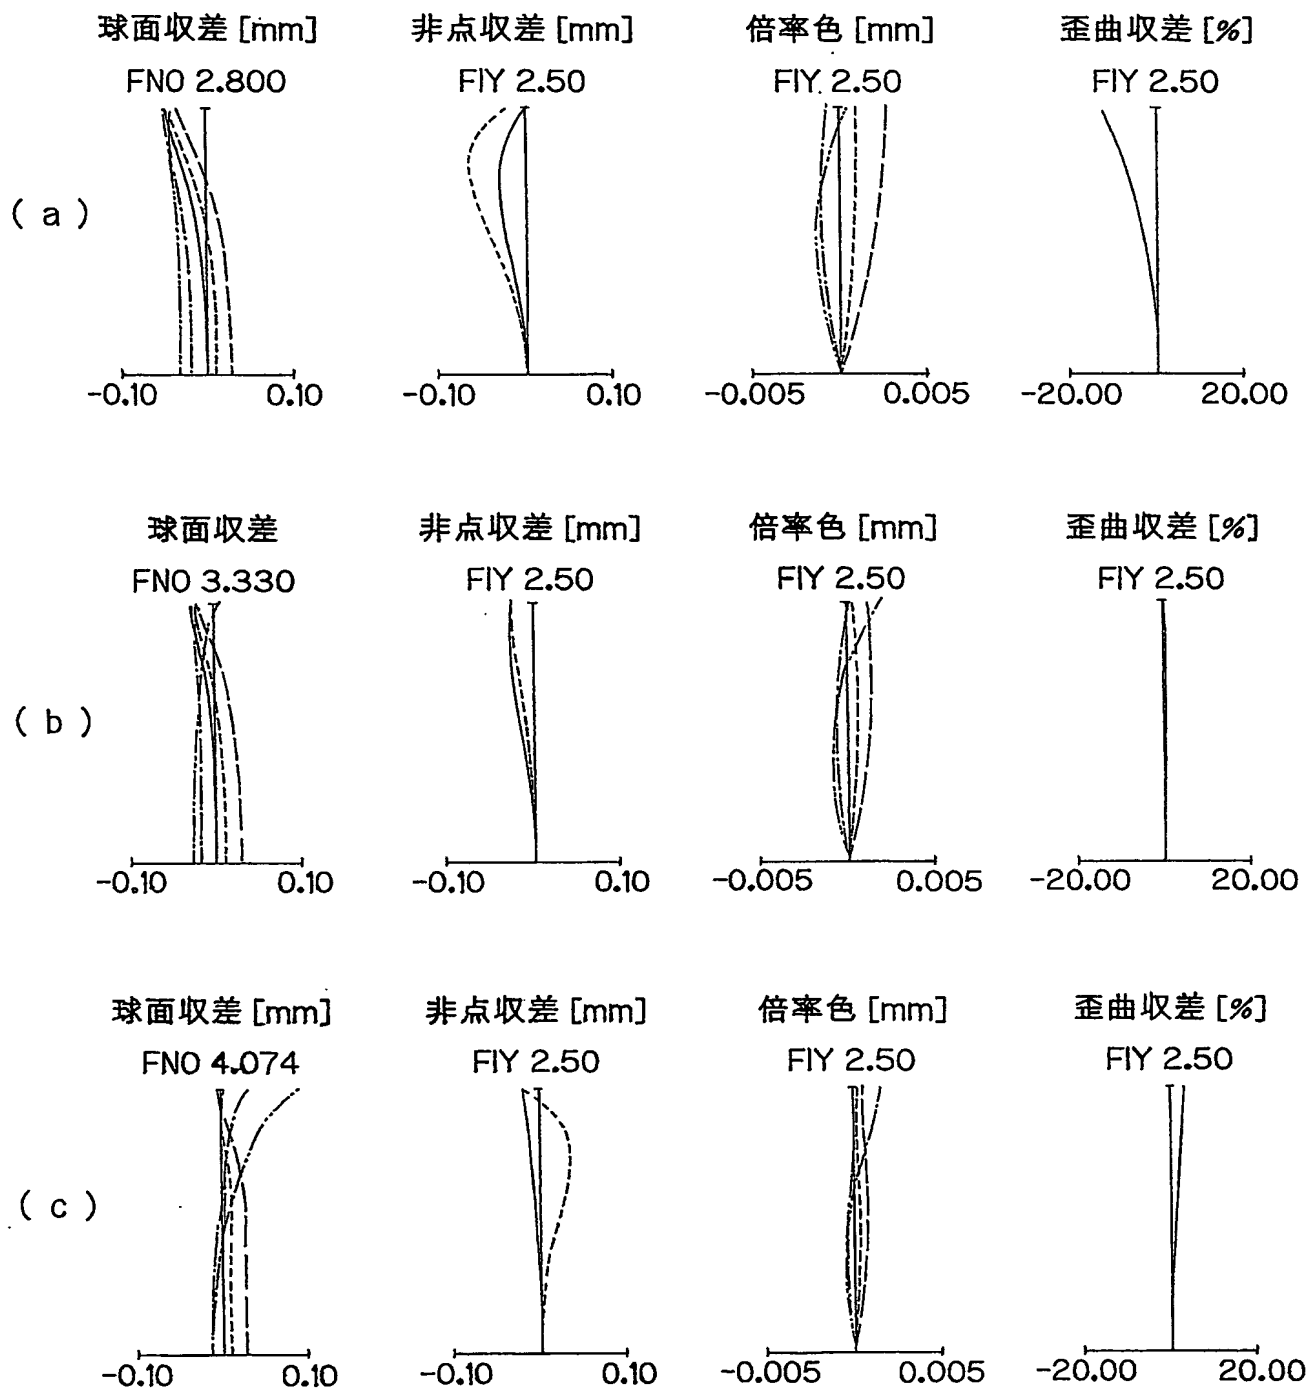 球面収差 [mm] 非点収差 [mm] 倍率色 [mm] 歪曲収差 [%]
FNO 2.800 FIY 2.50 FIY 2.50 FIY 2.50
( a )
-0.10 0.10 -0.10 0.10 -0.005 0.005 -20.00 20.00
球面収差 非点収差 [mm] 倍率色 [mm] 歪曲収差 [%]
FNO 3.330 FIY 2.50 FIY 2.50 FIY 2.50
( b )
-0.10 0.10 -0.10 0.10 -0.005 0.005 -20.00 20.00
球面収差 [mm] 非点収差 [mm] 倍率色 [mm] 歪曲収差 [%]
FNO 4.074 FIY 2.50 FIY 2.50 FIY 2.50
( c )
-0.10 0.10 -0.10 0.10 -0.005 0.005 -20.00 20.00